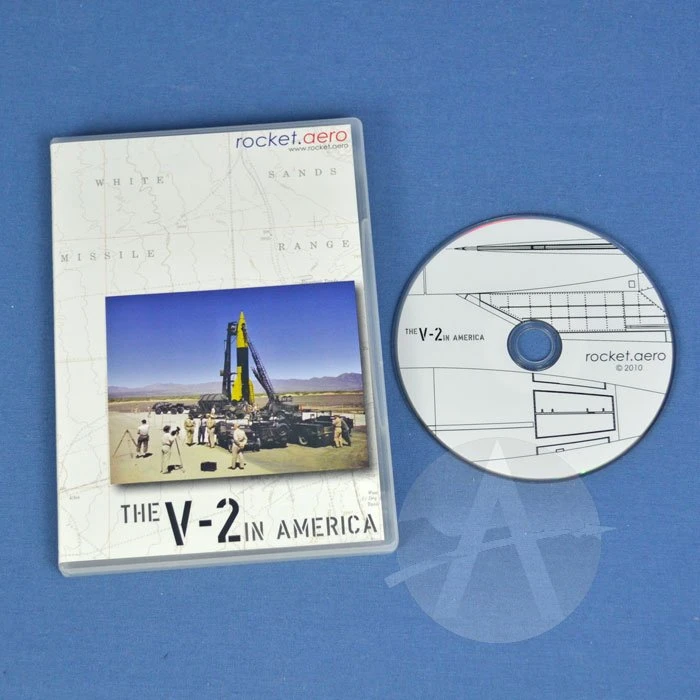 rocket.aero
www.rocket.aero
WHITE SANDS
MISSILE RANGE
THE V-2 IN AMERICA
THE V-2 IN AMERICA
rocket.aero
© 2010